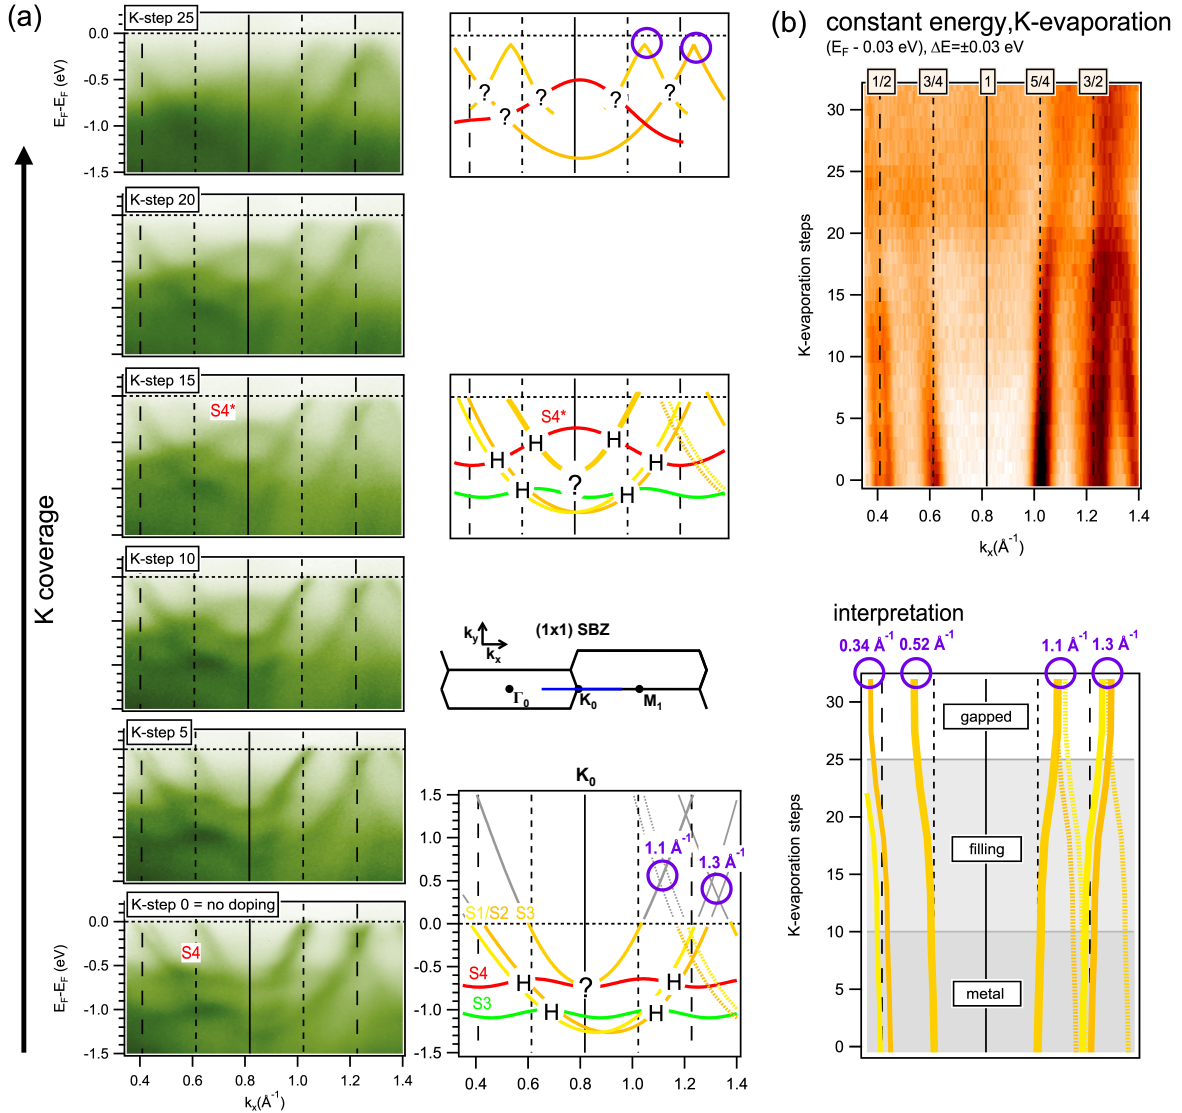 (a)
K-step 25
0.0
-0.5
-1.0
-1.5
E_F-E_F (eV)
? ? ? ? ?
K-step 20
K-step 15
S4*
S4*
H H H H H H ?
K-step 10
k_y
k_x
(1x1) SBZ
Γ_0 K_0 M_1
K-step 5
K_0
1.5
1.0
0.5
0.0
-0.5
-1.0
-1.5
1.1 Å^-1
1.3 Å^-1
S1/S2 S3
S4
S3
H H H H ?
0.4 0.6 0.8 1.0 1.2 1.4
K-step 0 = no doping
S4
0.0
-0.5
-1.0
-1.5
E_F-E_F (eV)
0.4 0.6 0.8 1.0 1.2 1.4
k_x(Å^-1)
K coverage
(b)
constant energy,K-evaporation
(E_F - 0.03 eV), ΔE=±0.03 eV
1/2 3/4 1 5/4 3/2
30
25
20
15
10
5
0
K-evaporation steps
0.4 0.6 0.8 1.0 1.2 1.4
k_x(Å^-1)
interpretation
0.34 Å^-1 0.52 Å^-1 1.1 Å^-1 1.3 Å^-1
30
25
20
15
10
5
0
K-evaporation steps
gapped
filling
metal